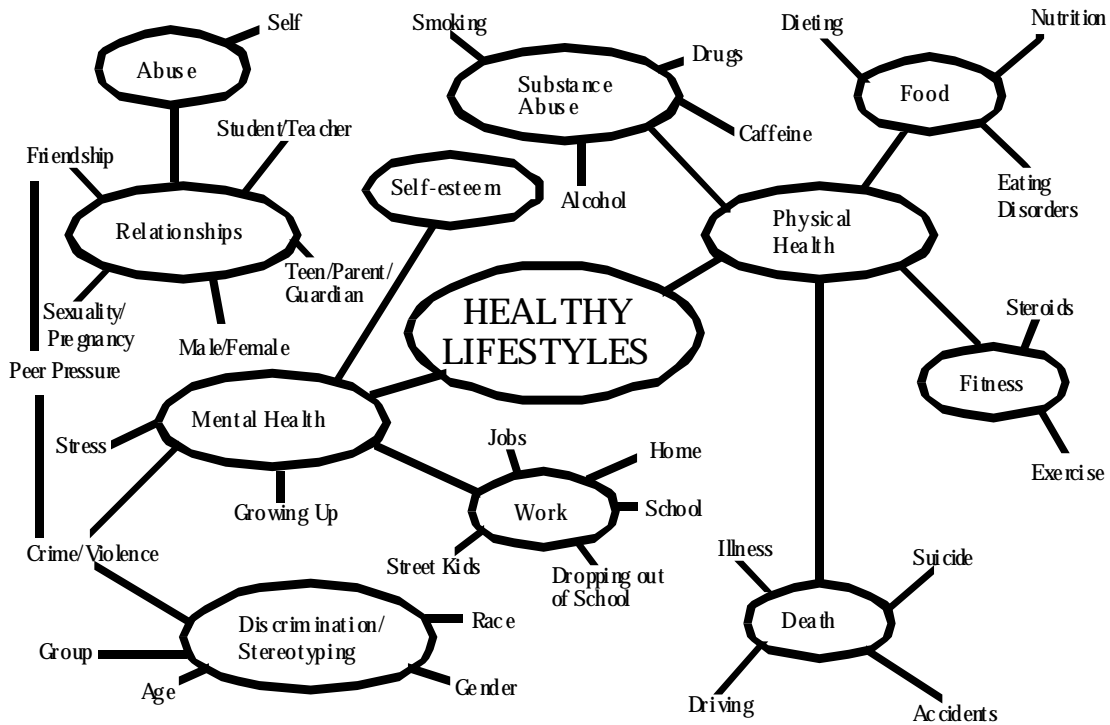 Self
Smoking
Dieting
Nutrition
Abuse
Drugs
Substance
Abuse
Food
Student/Teacher
Caffeine
Friendship
Self-esteem
Alcohol
Eating
Disorders
Relationships
Physical
Health
Teen/Parent/
Guardian
Sexuality/
Pregnancy
Male/Female
HEALTHY
LIFESTYLES
Steroids
Peer Pressure
Fitness
Mental Health
Stress
Jobs
Home
Exercise
Growing Up
Work
School
Crime/Violence
Street Kids
Dropping out
of School
Illness
Suicide
Discrimination/
Stereotyping
Race
Death
Group
Age
Gender
Driving
Accidents